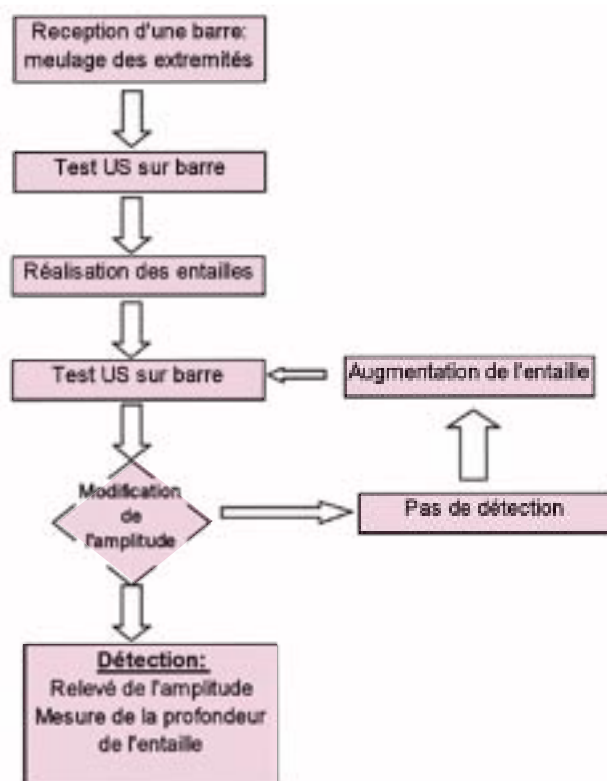 Reception d'une barre:
meulage des extremités
Test US sur barre
Réalisation des entailles
Test US sur barre
Augmentation de l'entaille
Modification
de
l'amplitude
Pas de détection
Détection:
Relevé de l'amplitude
Mesure de la profondeur
de l'entaille